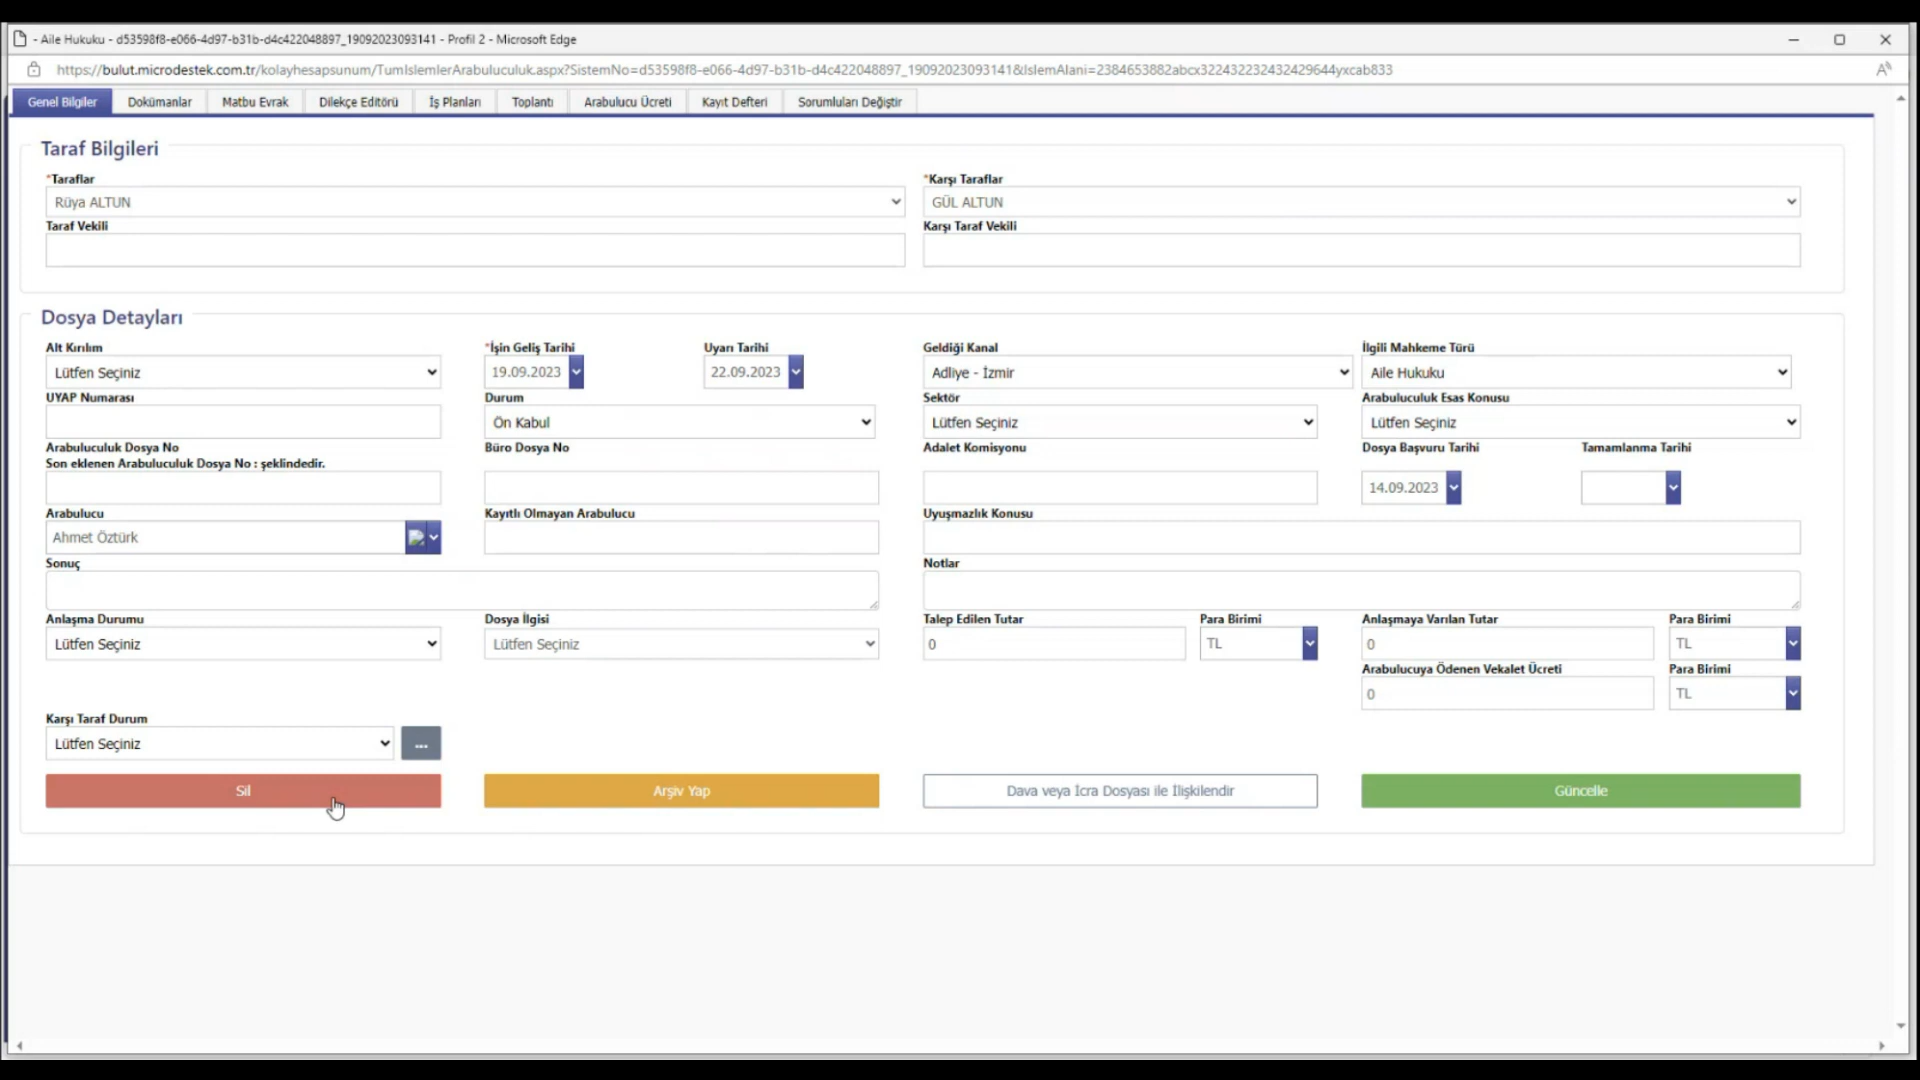 - Aile Hukuku - d53598f8-e066-4d97-b31b-d4c422048897_19092023093141 - Profil 2 - Microsoft Edge
https://bulut.microdestek.com.tr/kolayhesapsunum/TumIslemlerArabuluculuk.aspx?SistemNo=d53598f8-e066-4d97-b31b-d4c422048897_19092023093141&IslemAlani=2384653882abcx322432232432429644yxcab833
Genel Bilgiler Dokümanlar Matbu Evrak Dilekçe Editörü İş Planları Toplantı Arabulucu Ücreti Kayıt Defteri Sorumluları Değiştir
Taraf Bilgileri
*Taraflar *Karşı Taraflar
Rüya ALTUN GÜL ALTUN
Taraf Vekili Karşı Taraf Vekili
Dosya Detayları
Alt Kırılım *İşin Geliş Tarihi Uyarı Tarihi Geldiği Kanal İlgili Mahkeme Türü
Lütfen Seçiniz 19.09.2023 22.09.2023 Adliye - İzmir Aile Hukuku
UYAP Numarası Durum Sektör Arabuluculuk Esas Konusu
Ön Kabul Lütfen Seçiniz Lütfen Seçiniz
Arabuluculuk Dosya No Büro Dosya No Adalet Komisyonu Dosya Başvuru Tarihi Tamamlanma Tarihi
Son eklenen Arabuluculuk Dosya No : şeklindedir.
14.09.2023
Arabulucu Kayıtlı Olmayan Arabulucu Uyuşmazlık Konusu
Ahmet Öztürk
Sonuç Notlar
Anlaşma Durumu Dosya İlgisi Talep Edilen Tutar Para Birimi Anlaşmaya Varılan Tutar Para Birimi
Lütfen Seçiniz Lütfen Seçiniz 0 TL 0 TL
Arabulucuya Ödenen Vekalet Ücreti Para Birimi
0 TL
Karşı Taraf Durum
Lütfen Seçiniz ...
Sil Arşiv Yap Dava veya İcra Dosyası ile İlişkilendir Güncelle